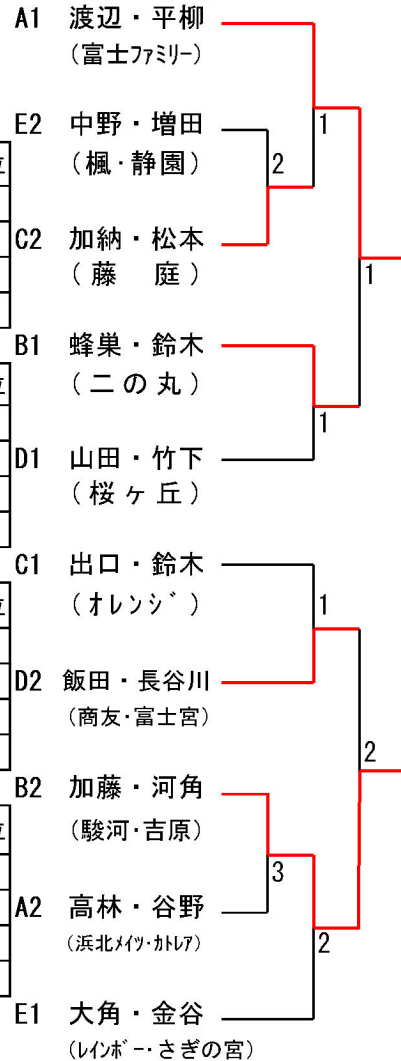 A1 渡辺・平柳
(富士ファミリー)
1
E2 中野・増田
(楓・静園)
2
C2 加納・松本
(藤 庭)
1
B1 蜂巣・鈴木
(二の丸)
1
D1 山田・竹下
(桜ヶ丘)
C1 出口・鈴木
(オレンジ)
1
D2 飯田・長谷川
(商友・富士宮)
2
B2 加藤・河角
(駿河・吉原)
3
A2 高林・谷野
(浜北メイツ・カトレア)
2
E1 大角・金谷
(レインボー・さぎの宮)